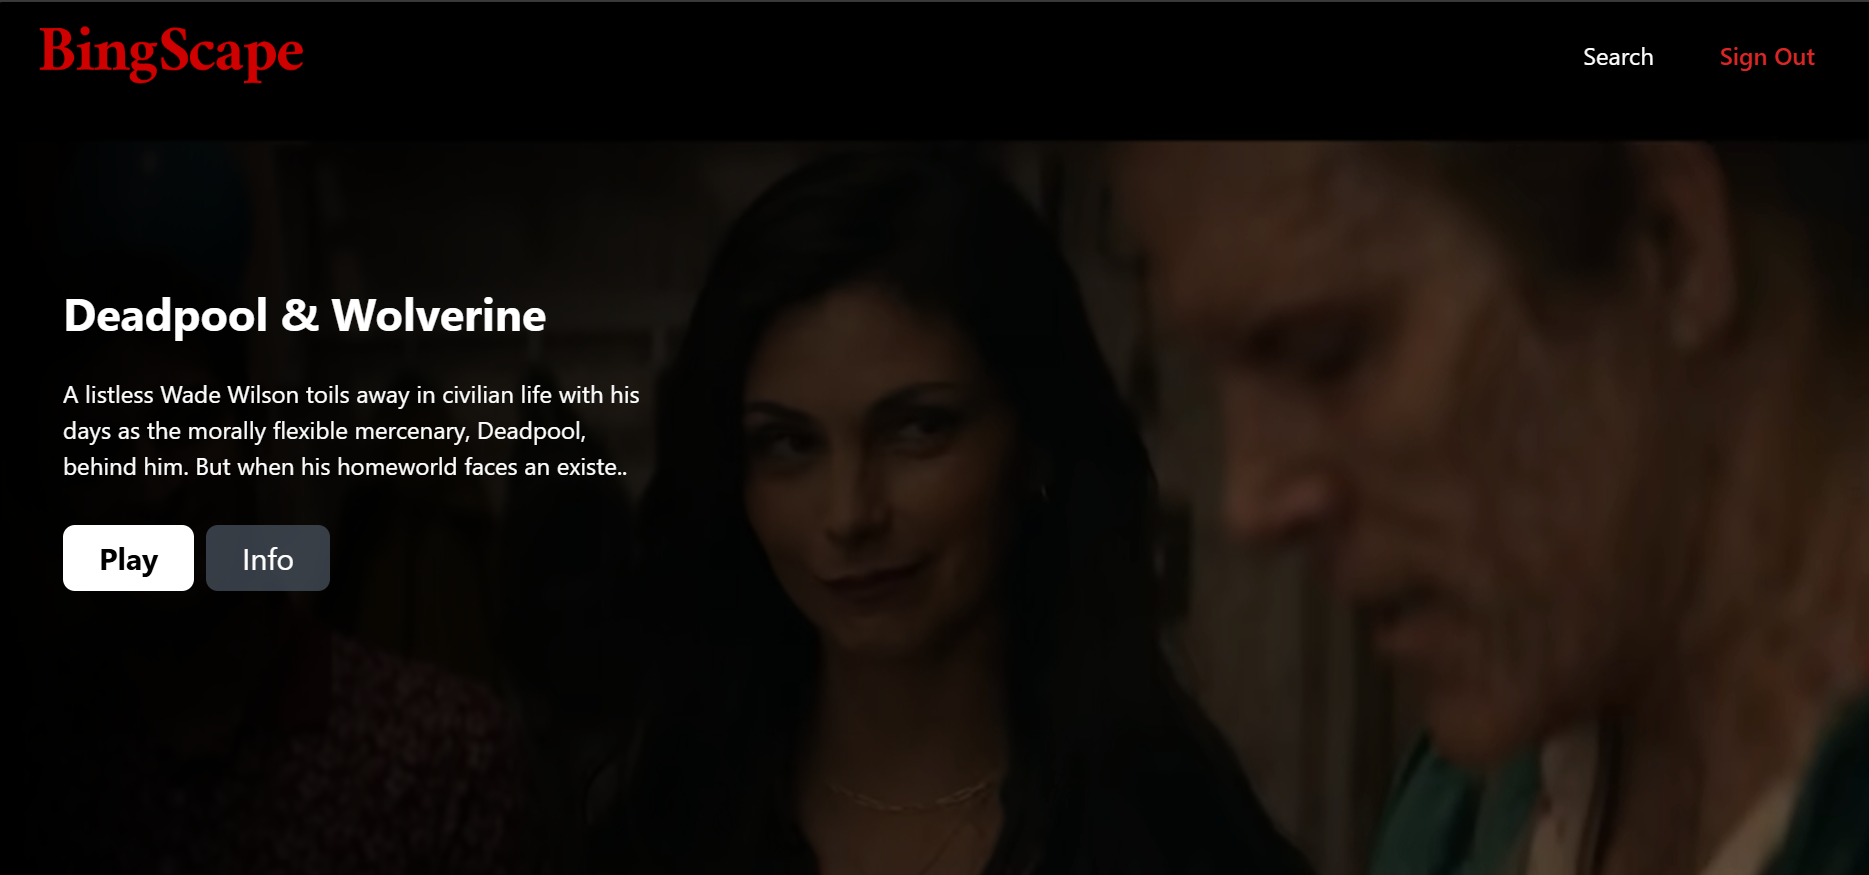 BingScape
Search
Sign Out
Deadpool & Wolverine
A listless Wade Wilson toils away in civilian life with his
days as the morally flexible mercenary, Deadpool,
behind him. But when his homeworld faces an existe..
Play
Info